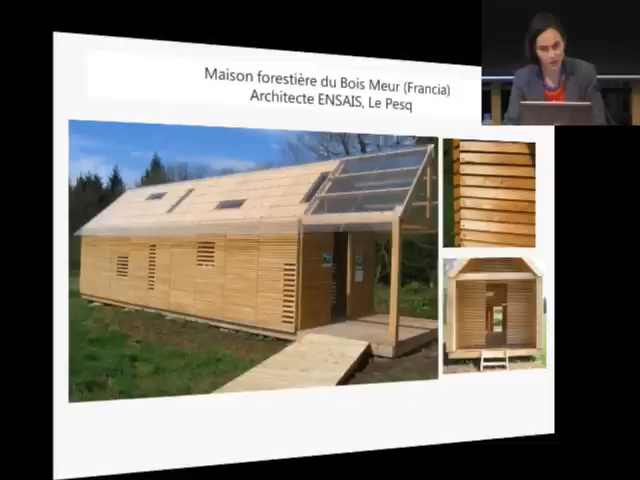 Maison forestière du Bois Meur (Francia)
Architecte ENSAIS, Le Pesq